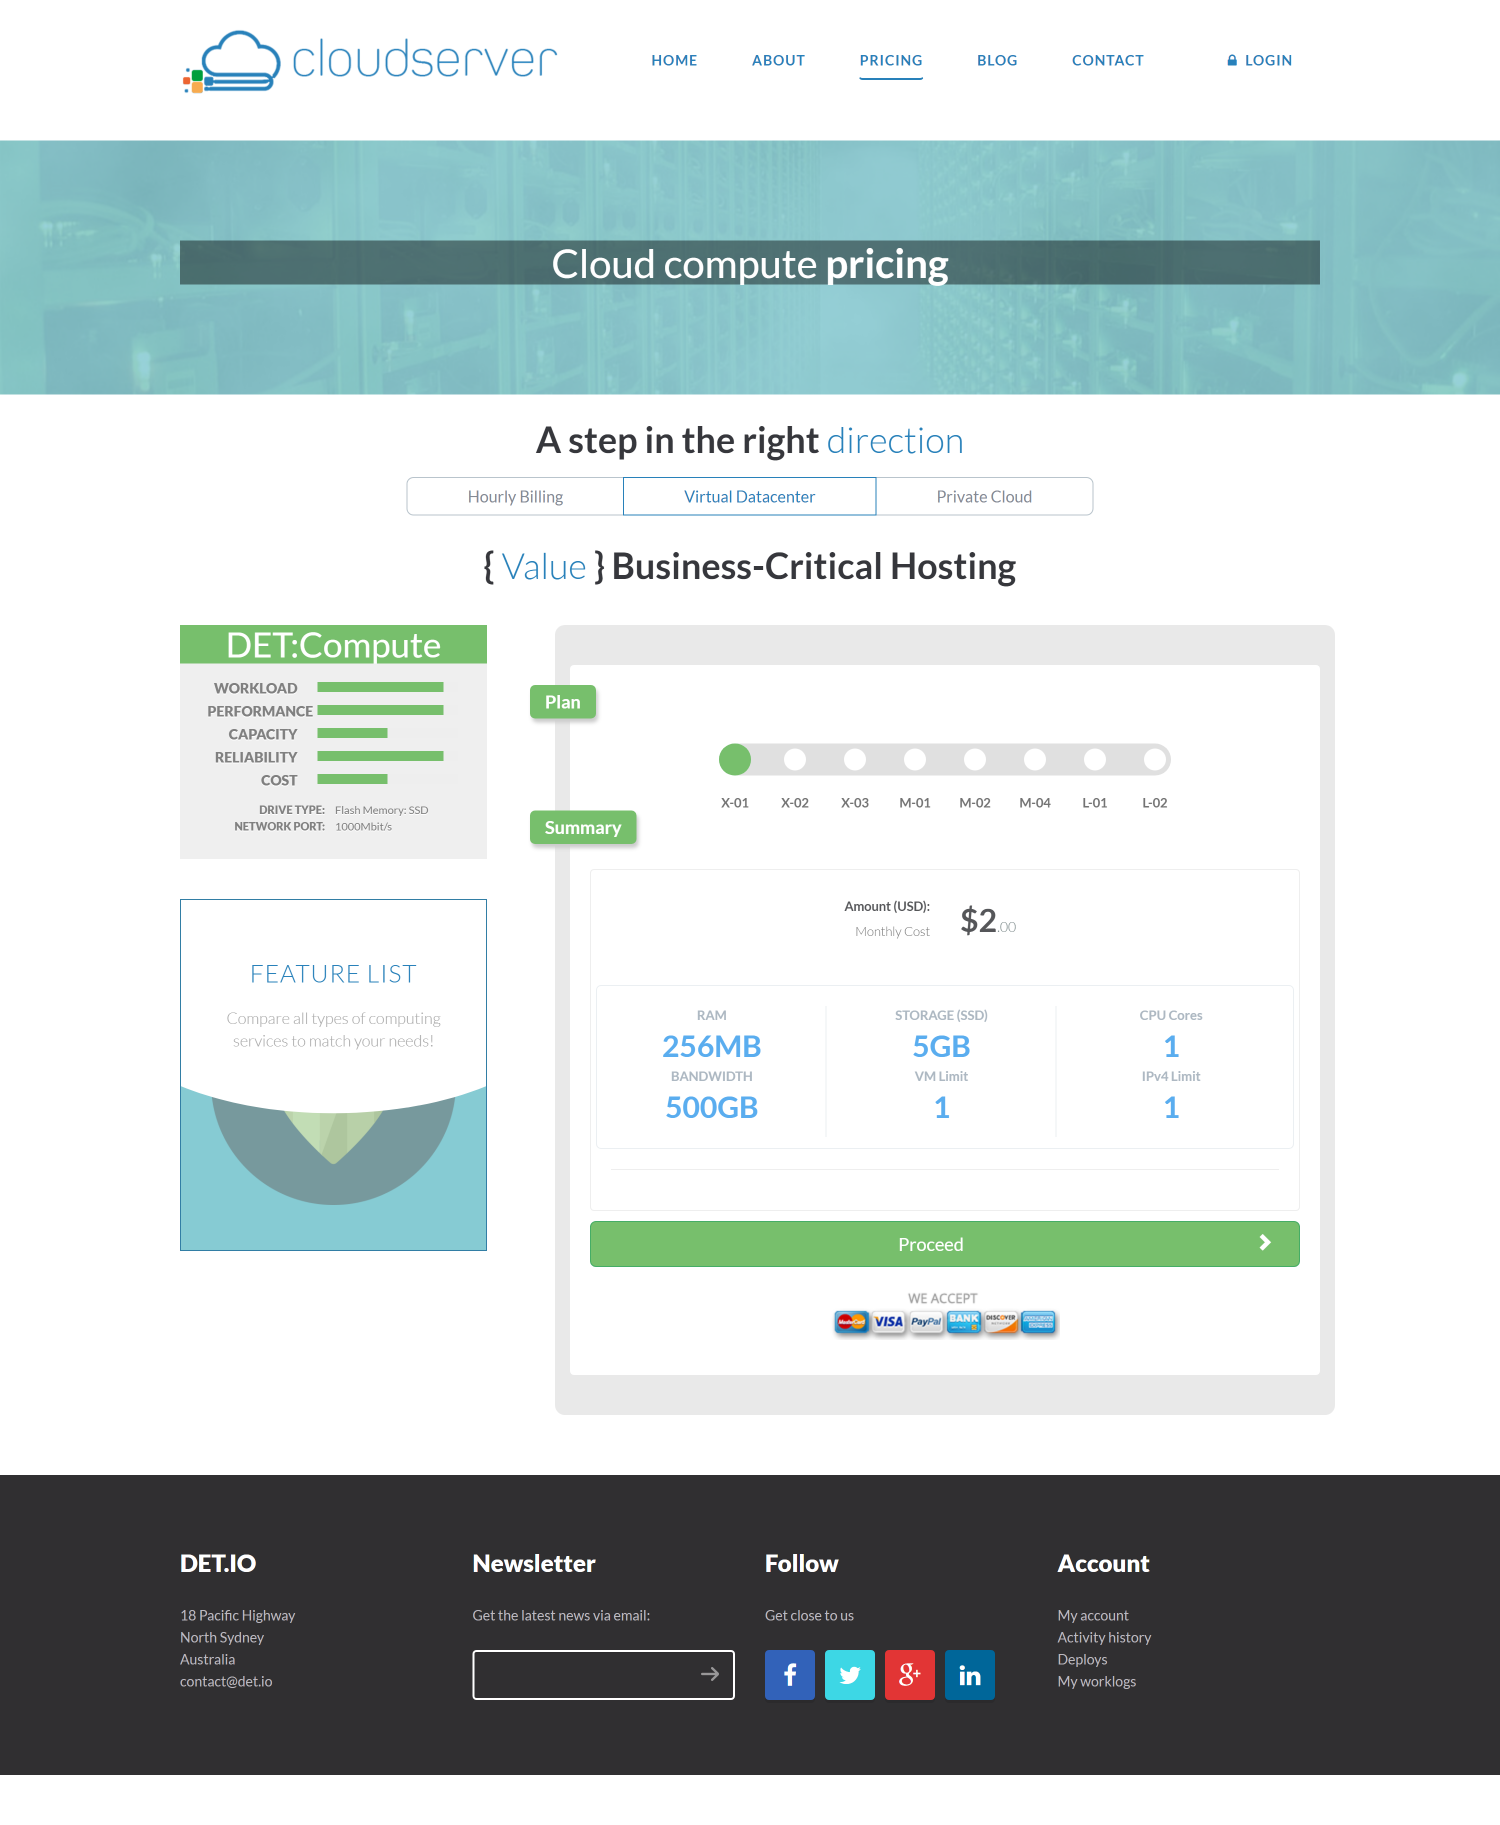 cloudserver
HOME ABOUT PRICING BLOG CONTACT LOGIN
Cloud compute pricing
A step in the right direction
Hourly Billing Virtual Datacenter Private Cloud
{ Value } Business-Critical Hosting
DET:Compute
WORKLOAD
PERFORMANCE
CAPACITY
RELIABILITY
COST
DRIVE TYPE: Flash Memory: SSD
NETWORK PORT: 1000Mbit/s
FEATURE LIST
Compare all types of computing
services to match your needs!
Plan
X-01 X-02 X-03 M-01 M-02 M-04 L-01 L-02
Summary
Amount (USD):
Monthly Cost
$2.00
RAM STORAGE (SSD) CPU Cores
256MB 5GB 1
BANDWIDTH VM Limit IPv4 Limit
500GB 1 1
Proceed
WE ACCEPT
MasterCard VISA PayPal BANK DISCOVER
DET.IO
18 Pacific Highway
North Sydney
Australia
contact@det.io
Newsletter
Get the latest news via email:
Follow
Get close to us
Account
My account
Activity history
Deploys
My worklogs